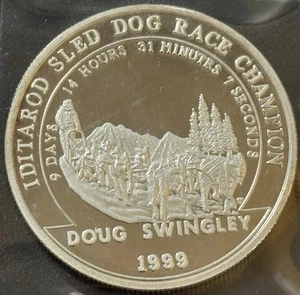 IDITAROD SLED DOG RACE CHAMPION
9 DAYS 14 HOURS 31 MINUTES 7 SECONDS
DOUG SWINGLEY
1999